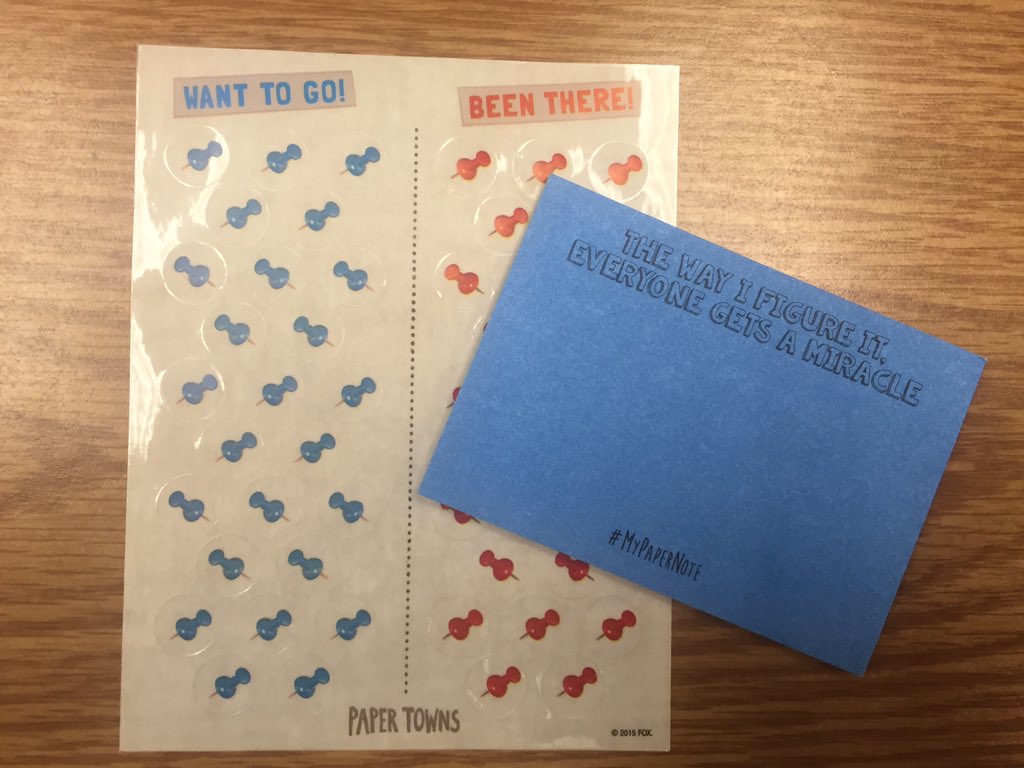 WANT TO GO!
BEEN THERE!
THE WAY I FIGURE IT,
EVERYONE GETS A MIRACLE
#MYPAPERNOTE
PAPER TOWNS
© 2015 FOX.